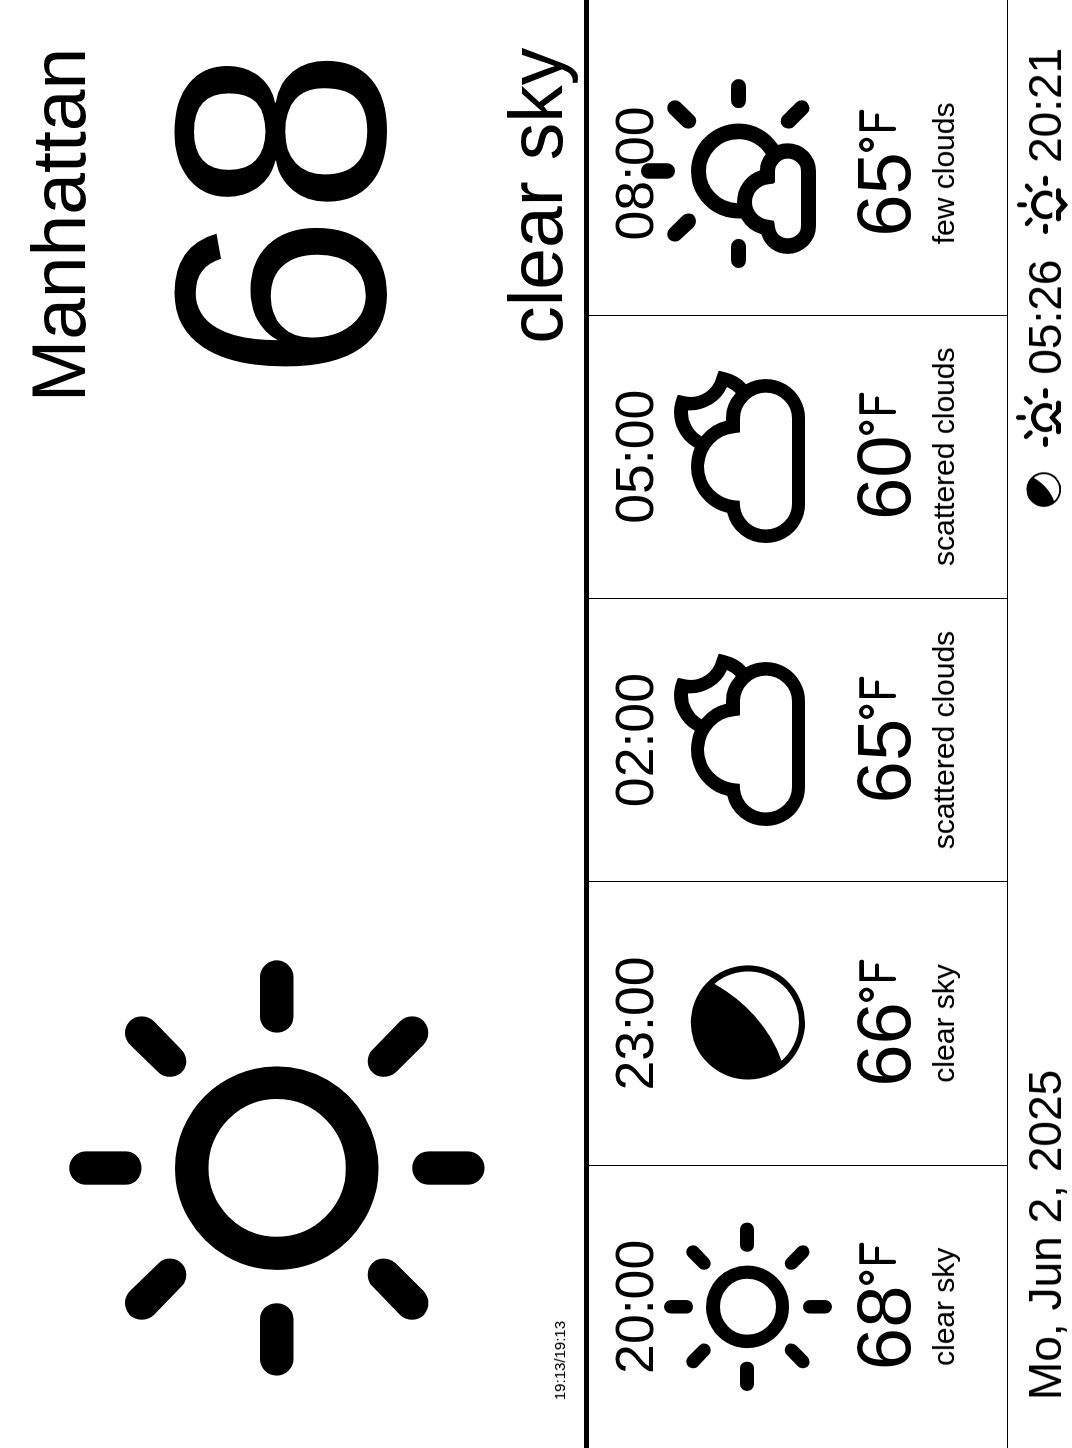 Manhattan
68
clear sky
19:13/19:13
20:00 23:00 02:00 05:00 08:00
68°F 66°F 65°F 60°F 65°F
clear sky clear sky scattered clouds scattered clouds few clouds
Mo, Jun 2, 2025 05:26 20:21